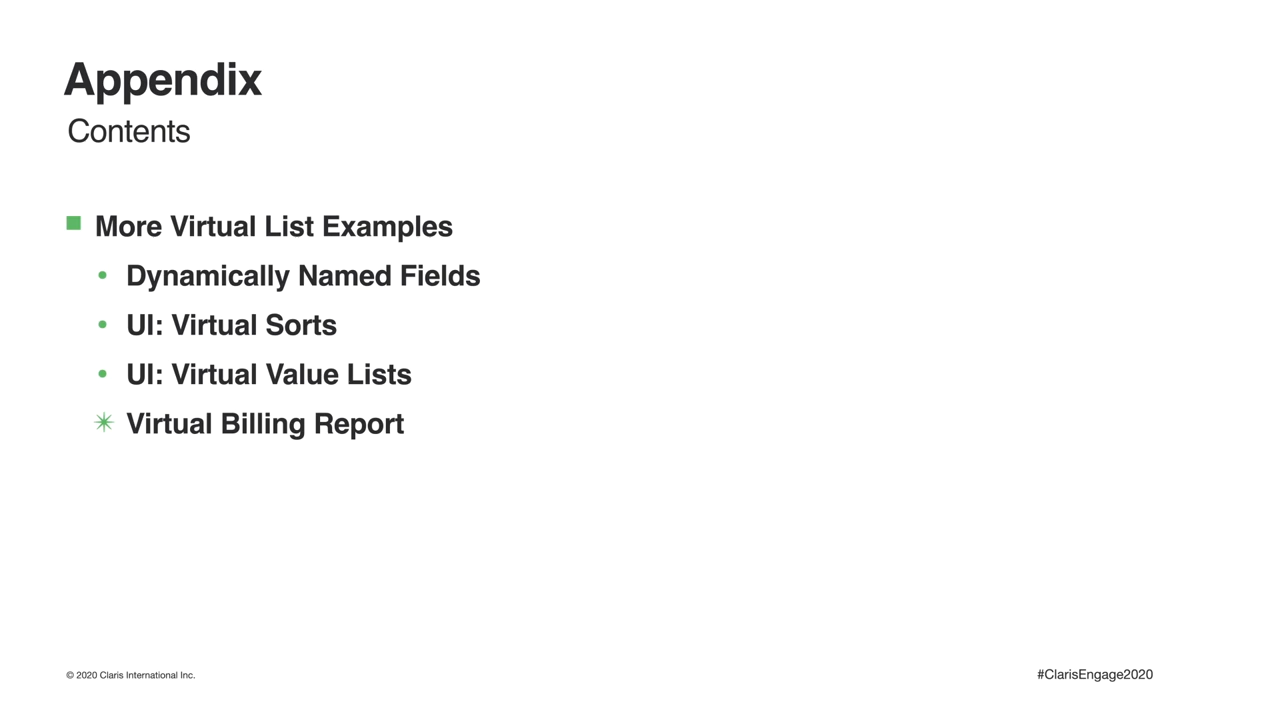 Appendix
Contents
More Virtual List Examples
Dynamically Named Fields
UI: Virtual Sorts
UI: Virtual Value Lists
Virtual Billing Report
© 2020 Claris International Inc.
#ClarisEngage2020